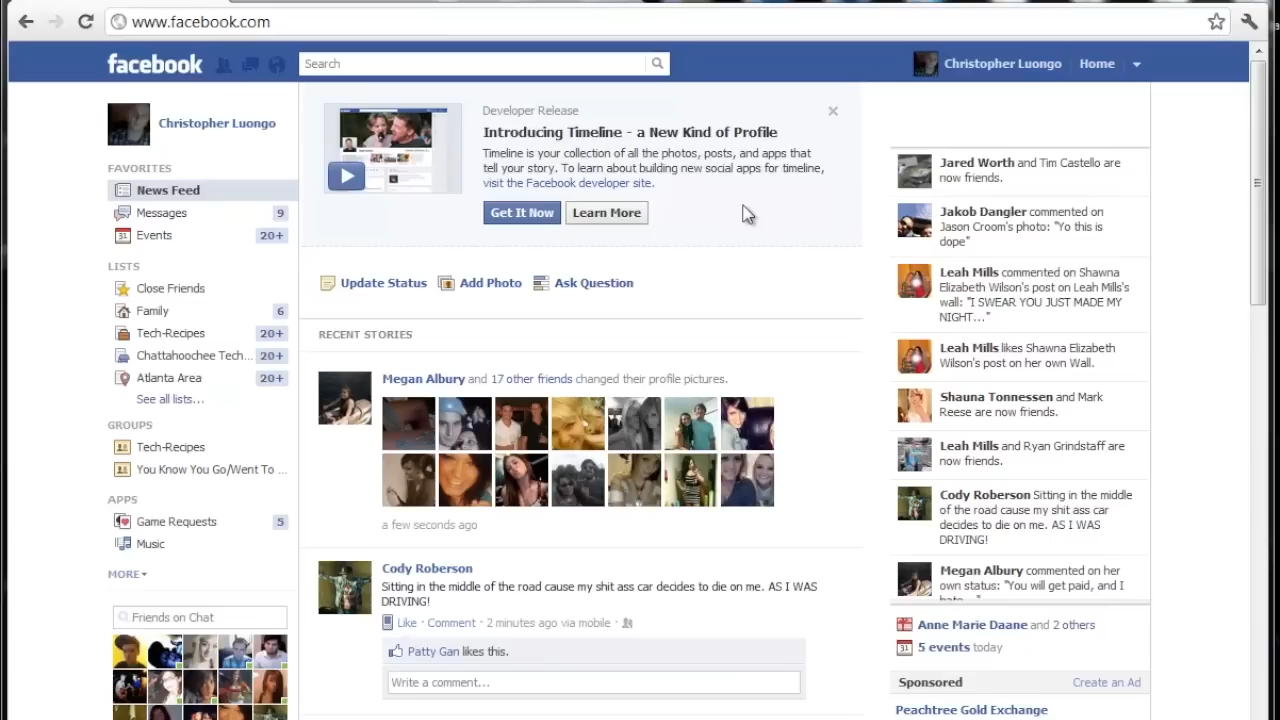 www.facebook.com
facebook
Search
Christopher Luongo
Home
Christopher Luongo
FAVORITES
News Feed
Messages
9
31
Events
20+
LISTS
Close Friends
Family
6
Tech-Recipes
20+
Chattahoochee Tech...
20+
Atlanta Area
20+
See all lists...
GROUPS
Tech-Recipes
You Know You Go/Went To ...
APPS
Game Requests
5
Music
MORE
Friends on Chat
Developer Release
Introducing Timeline - a New Kind of Profile
Timeline is your collection of all the photos, posts, and apps that
tell your story. To learn about building new social apps for timeline,
visit the Facebook developer site.
Get It Now
Learn More
Update Status
Add Photo
Ask Question
RECENT STORIES
Megan Albury and 17 other friends changed their profile pictures.
a few seconds ago
Cody Roberson
Sitting in the middle of the road cause my shit ass car decides to die on me. AS I WAS
DRIVING!
Like · Comment · 2 minutes ago via mobile ·
Patty Gan likes this.
Write a comment...
Jared Worth and Tim Castello are
now friends.
Jakob Dangler commented on
Jason Croom's photo: "Yo this is
dope"
Leah Mills commented on Shawna
Elizabeth Wilson's post on Leah Mills's
wall: "I SWEAR YOU JUST MADE MY
NIGHT..."
Leah Mills likes Shawna Elizabeth
Wilson's post on her own Wall.
Shauna Tonnessen and Mark
Reese are now friends.
Leah Mills and Ryan Grindstaff are
now friends.
Cody Roberson Sitting in the middle
of the road cause my shit ass car
decides to die on me. AS I WAS
DRIVING!
Megan Albury commented on her
own status: "You will get paid, and I
hate..."
Anne Marie Daane and 2 others
31
5 events today
Sponsored
Create an Ad
Peachtree Gold Exchange